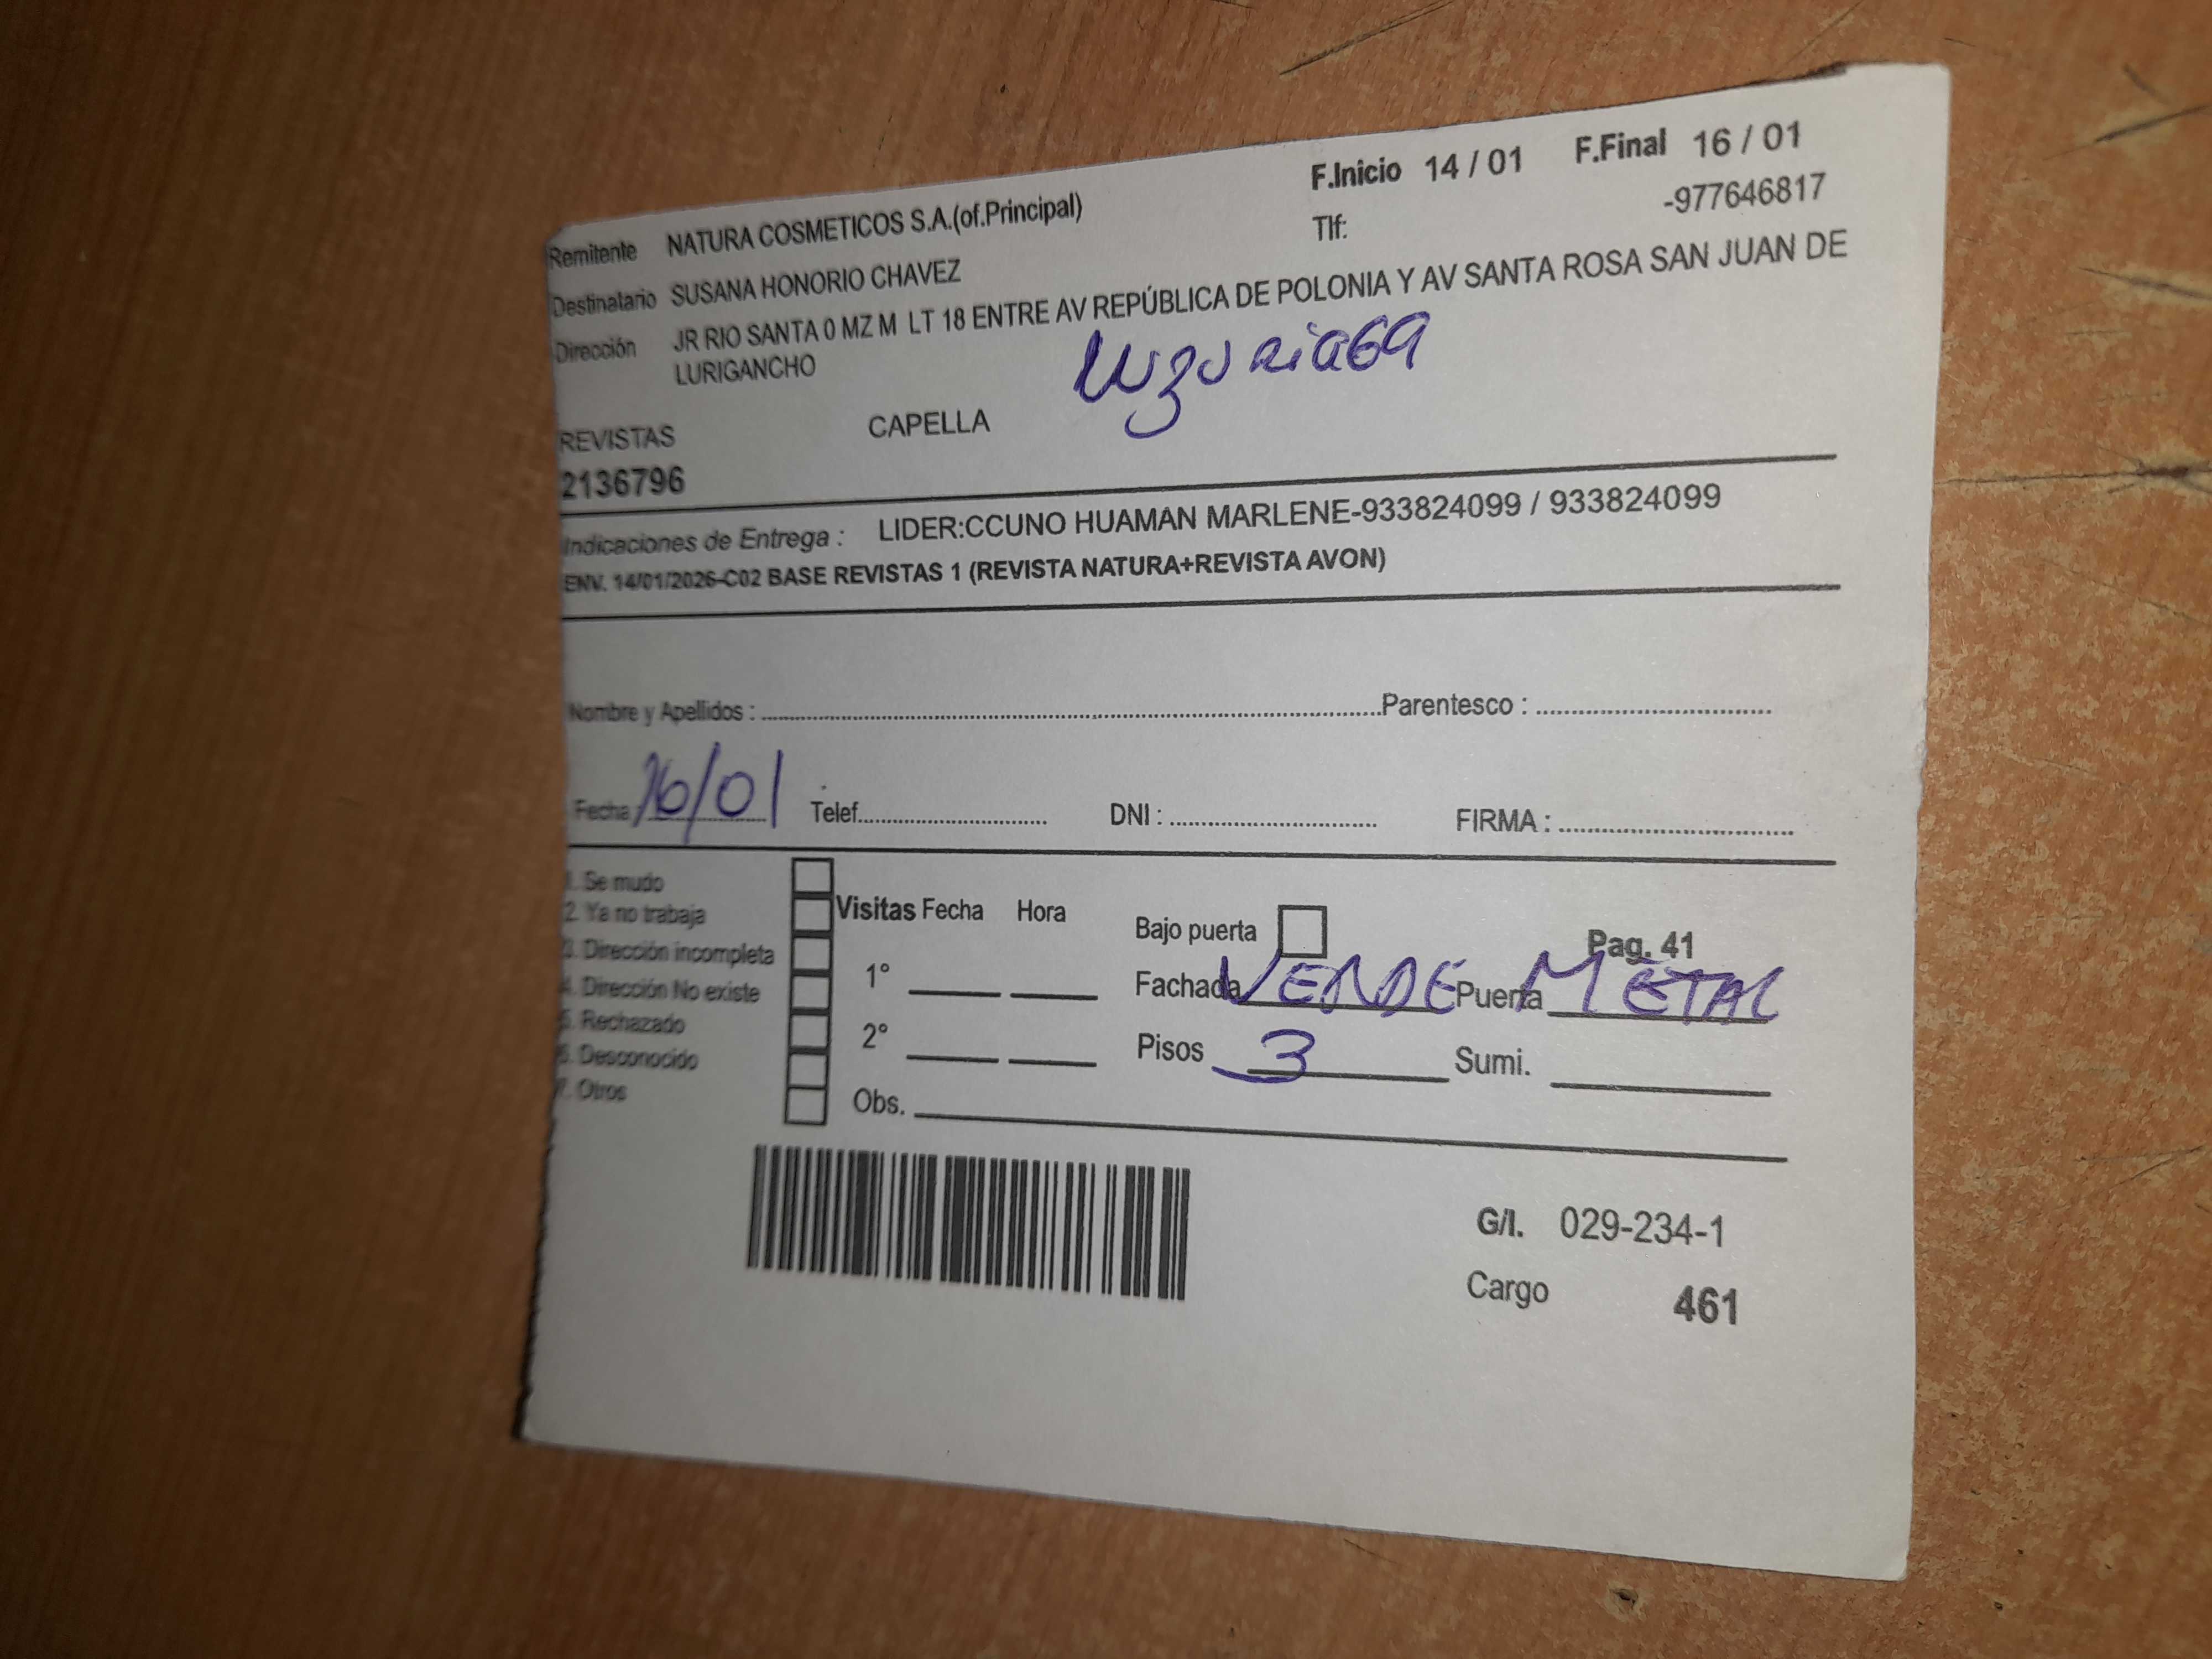 F.Inicio 14 / 01 F.Final 16 / 01
Remitente NATURA COSMETICOS S.A.(of.Principal) Tlf: -977646817
Destinatario SUSANA HONORIO CHAVEZ
Dirección JR RIO SANTA 0 MZ M LT 18 ENTRE AV REPÚBLICA DE POLONIA Y AV SANTA ROSA SAN JUAN DE
LURIGANCHO
REVISTAS CAPELLA
2136796
Indicaciones de Entrega : LIDER:CCUNO HUAMAN MARLENE-933824099 / 933824099
ENV. 14/01/2026-C02 BASE REVISTAS 1 (REVISTA NATURA+REVISTA AVON)
Nombre y Apellidos : Parentesco :
Fecha 16/01 Telef. DNI : FIRMA :
1. Se mudo
2. Ya no trabaja Visitas Fecha Hora Bajo puerta Pag. 41
3. Dirección incompleta
4. Dirección No existe 1° Fachada VERDE Puerta METAL
5. Rechazado
6. Desconocido 2° Pisos 3 Sumi.
7. Otros Obs.
G/I. 029-234-1
Cargo 461